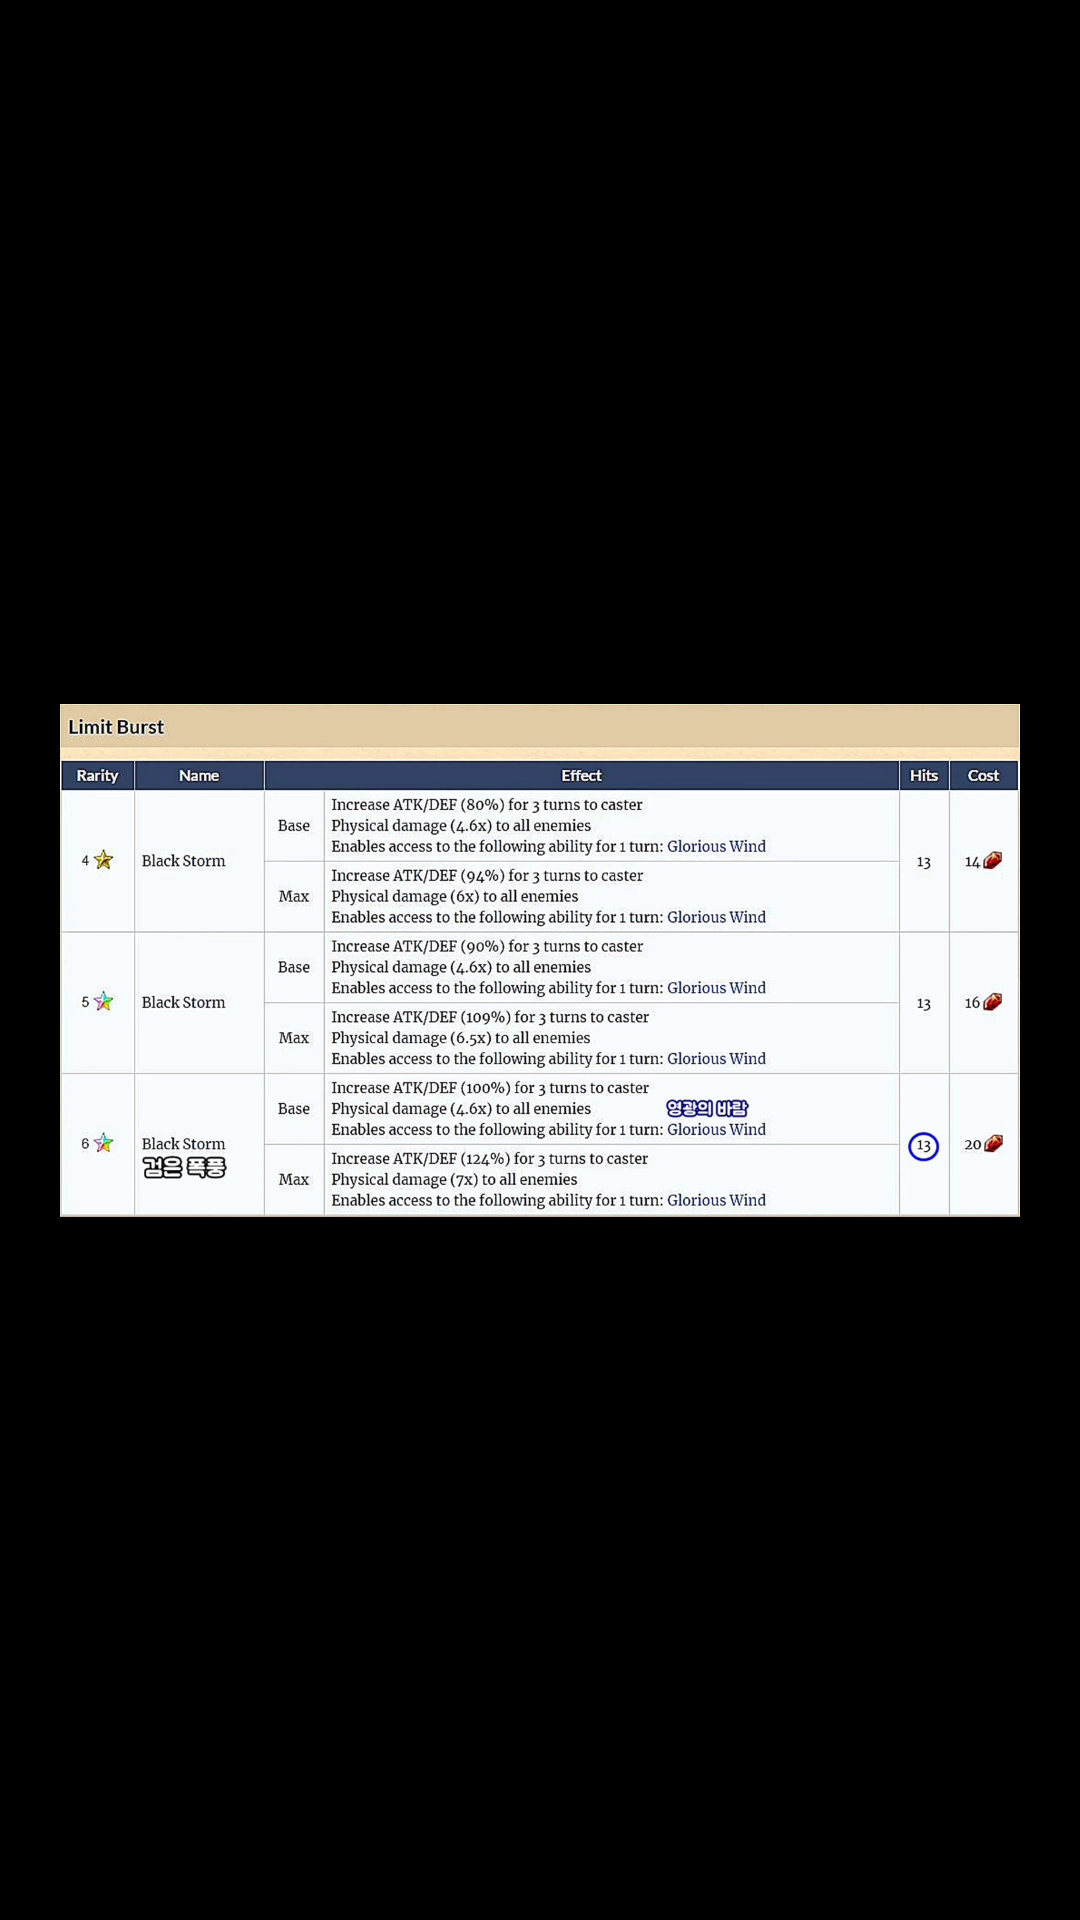 Limit Burst
Rarity Name Effect Hits Cost
4 Black Storm Base Increase ATK/DEF (80%) for 3 turns to caster
Physical damage (4.6x) to all enemies
Enables access to the following ability for 1 turn: Glorious Wind
Max Increase ATK/DEF (94%) for 3 turns to caster
Physical damage (6x) to all enemies
Enables access to the following ability for 1 turn: Glorious Wind
13 14
5 Black Storm Base Increase ATK/DEF (90%) for 3 turns to caster
Physical damage (4.6x) to all enemies
Enables access to the following ability for 1 turn: Glorious Wind
Max Increase ATK/DEF (109%) for 3 turns to caster
Physical damage (6.5x) to all enemies
Enables access to the following ability for 1 turn: Glorious Wind
13 16
6 Black Storm
검은 폭풍
Base Increase ATK/DEF (100%) for 3 turns to caster
Physical damage (4.6x) to all enemies 영광의 바람
Enables access to the following ability for 1 turn: Glorious Wind
Max Increase ATK/DEF (124%) for 3 turns to caster
Physical damage (7x) to all enemies
Enables access to the following ability for 1 turn: Glorious Wind
13 20